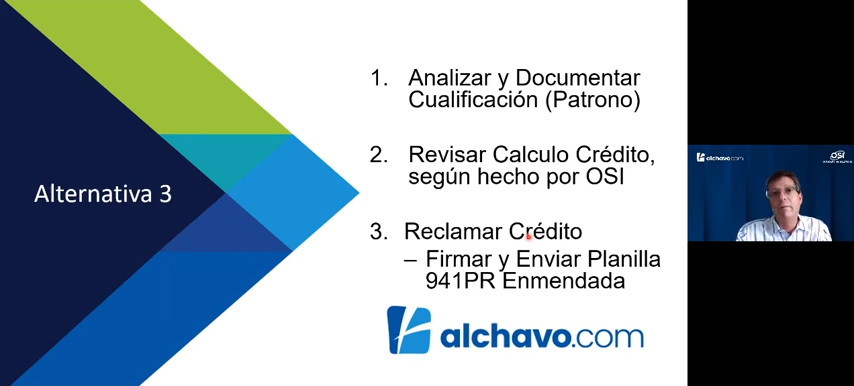 Alternativa 3
1. Analizar y Documentar
Cualificación (Patrono)
2. Revisar Calculo Crédito,
según hecho por OSI
3. Reclamar Crédito
– Firmar y Enviar Planilla
941PR Enmendada
alchavo.com
alchavo.com
OSI